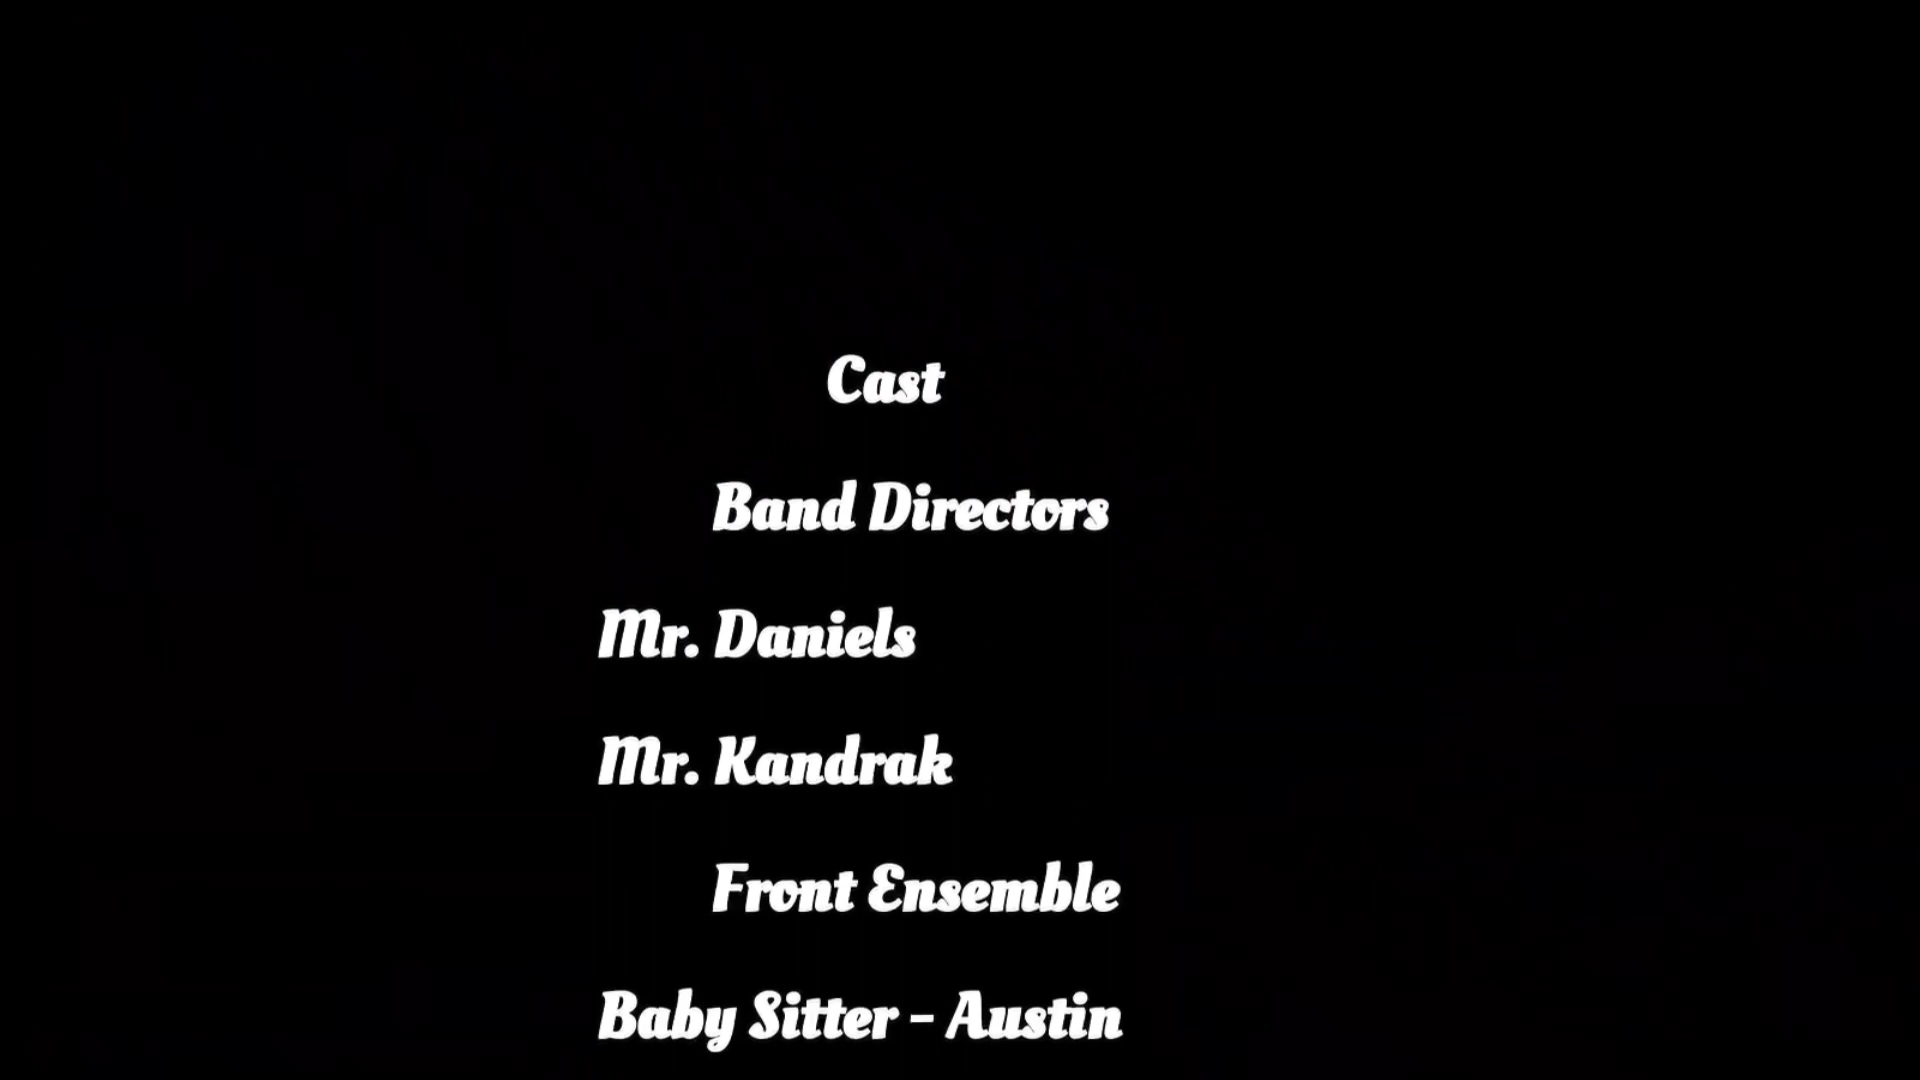 Cast
Band Directors
Mr. Daniels
Mr. Kandrak
Front Ensemble
Baby Sitter - Austin